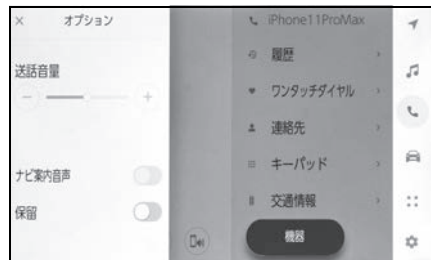 × オプション
送話音量
ナビ案内音声
保留
iPhone11ProMax
履歴
ワンタッチダイヤル
連絡先
キーパッド
交通情報
機器